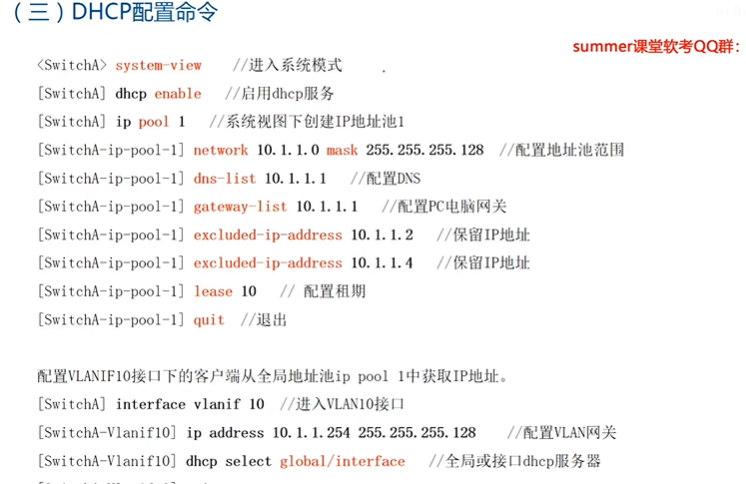 （三）DHCP配置命令
summer课堂软考QQ群：
<SwitchA> system-view //进入系统模式
[SwitchA] dhcp enable //启用dhcp服务
[SwitchA] ip pool 1 //系统视图下创建IP地址池1
[SwitchA-ip-pool-1] network 10.1.1.0 mask 255.255.255.128 //配置地址池范围
[SwitchA-ip-pool-1] dns-list 10.1.1.1 //配置DNS
[SwitchA-ip-pool-1] gateway-list 10.1.1.1 //配置PC电脑网关
[SwitchA-ip-pool-1] excluded-ip-address 10.1.1.2 //保留IP地址
[SwitchA-ip-pool-1] excluded-ip-address 10.1.1.4 //保留IP地址
[SwitchA-ip-pool-1] lease 10 // 配置租期
[SwitchA-ip-pool-1] quit //退出
配置VLANIF10接口下的客户端从全局地址池ip pool 1中获取IP地址。
[SwitchA] interface vlanif 10 //进入VLAN10接口
[SwitchA-Vlanif10] ip address 10.1.1.254 255.255.255.128 //配置VLAN网关
[SwitchA-Vlanif10] dhcp select global/interface //全局或接口dhcp服务器